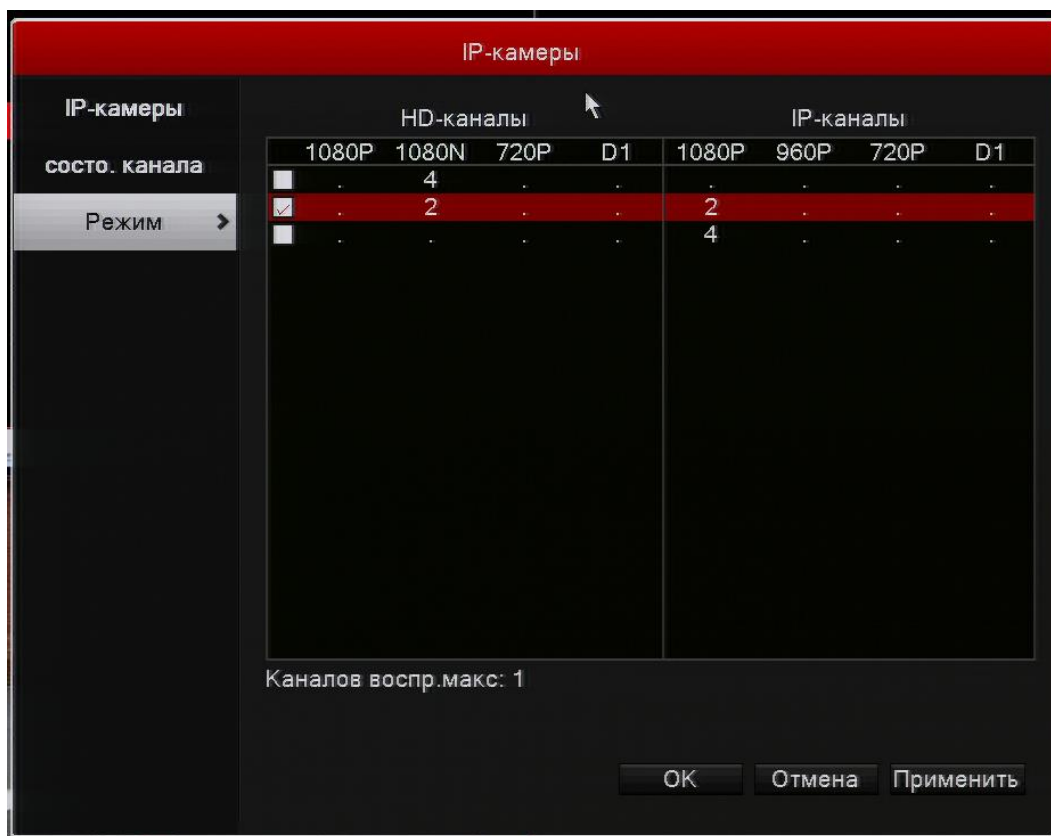 IP-камеры
IP-камеры
состо. канала
Режим >
HD-каналы IP-каналы
1080P 1080N 720P D1 1080P 960P 720P D1
. 4 . . . . . .
. 2 . . 2 . . .
. . . . 4 . . .
Каналов воспр.макс: 1
OK Отмена Применить